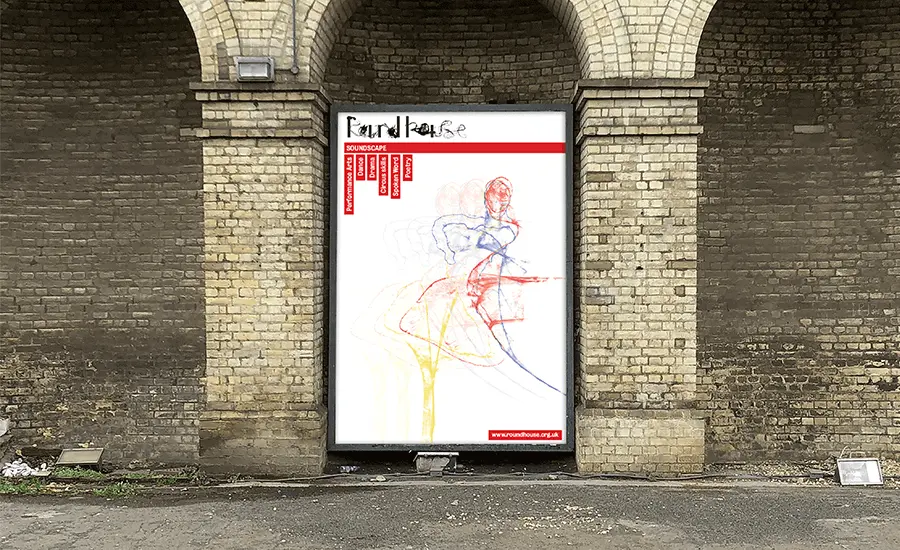 Round house
SOUNDSCAPE
Performance Arts
Dance
Drama
Circus skills
Spoken Word
Poetry
www.roundhouse.org.uk